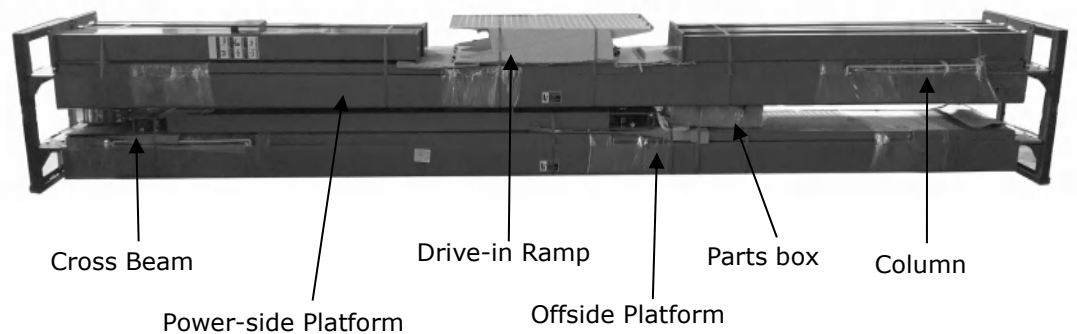 Cross Beam
Drive-in Ramp
Parts box
Column
Power-side Platform
Offside Platform